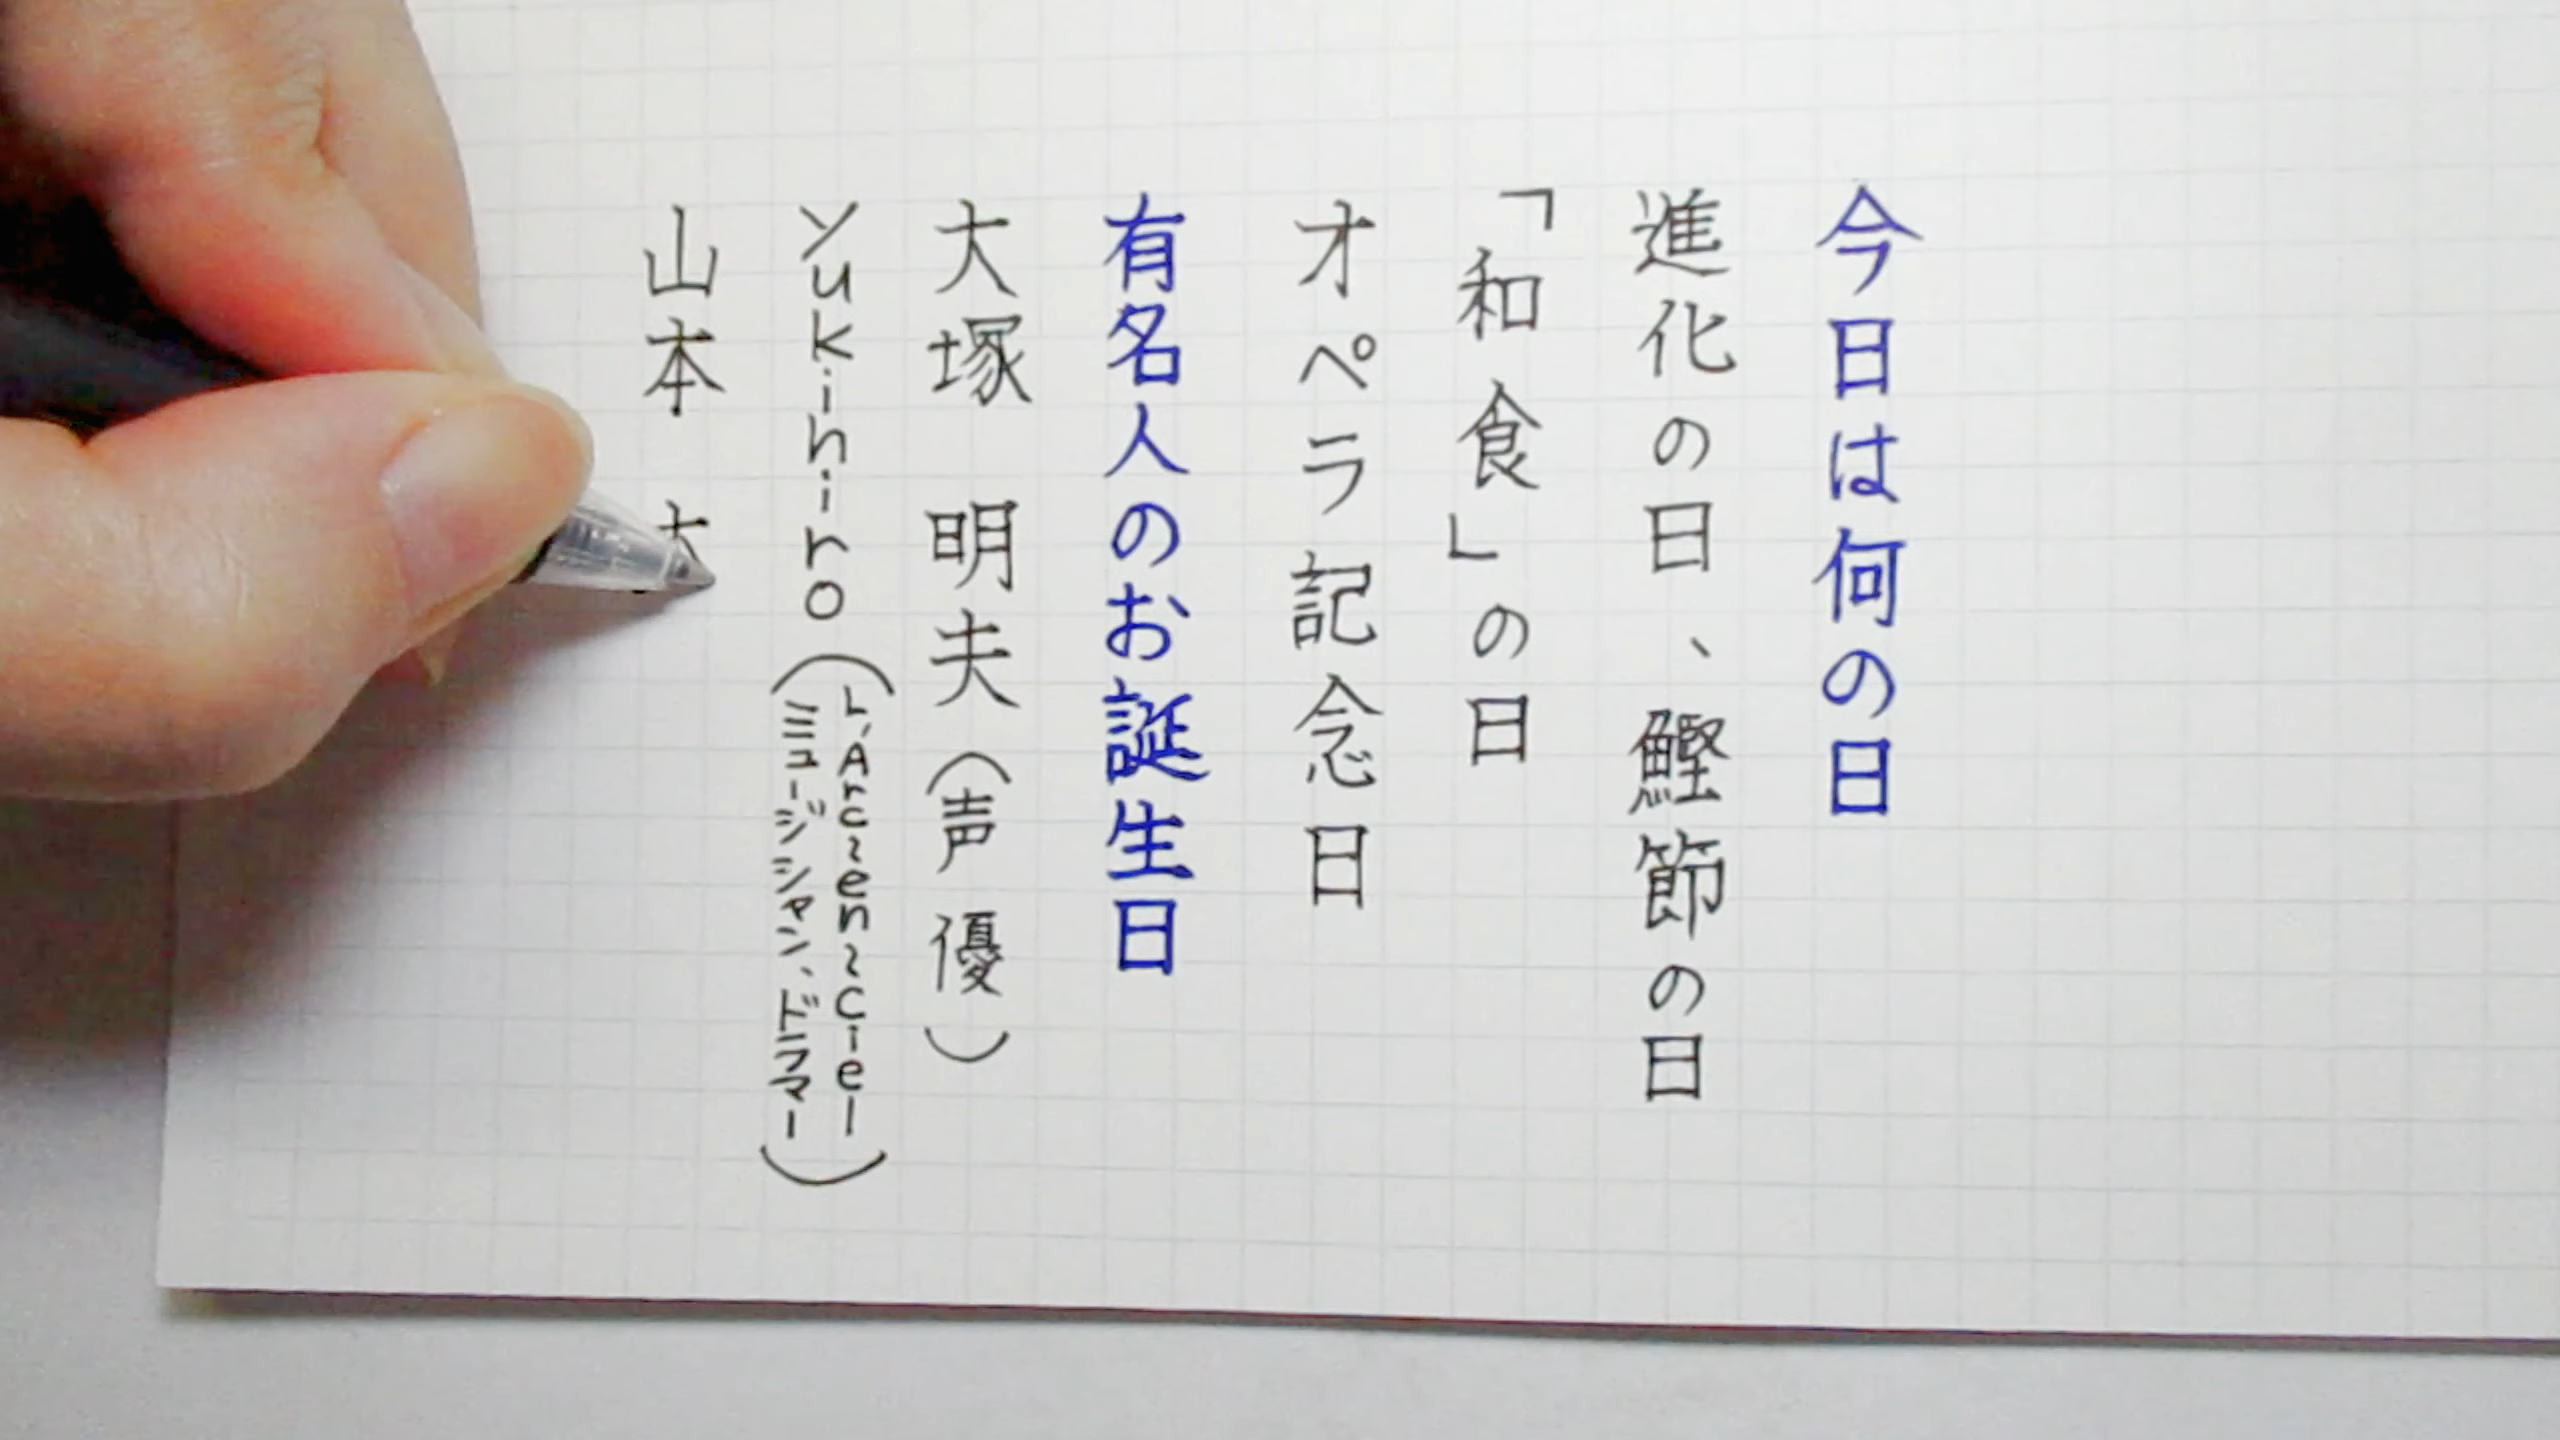 今日は何の日
進化の日、鰹節の日
「和食」の日
オペラ記念日
有名人のお誕生日
大塚 明夫(声優)
yukihiro(L'Arc~en~Ciel
ミュージシャン、ドラマー)
山本